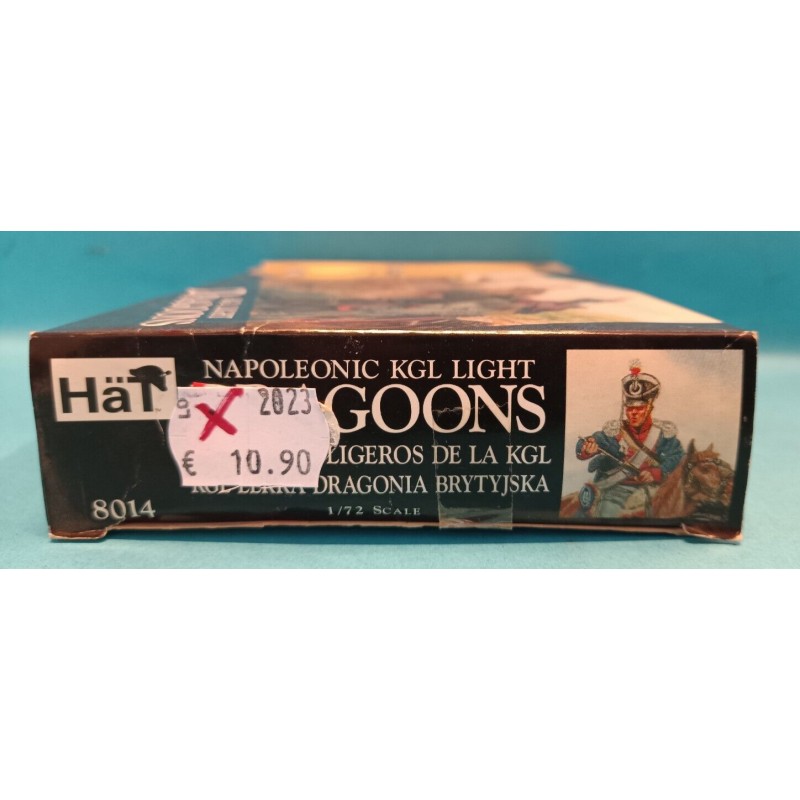 NAPOLEONIC KGL LIGHT
HäT
2023
GOONS
€ 10.90
LIGEROS DE LA KGL
DRAGONIA BRYTYJSKA
8014
1/72 SCALE